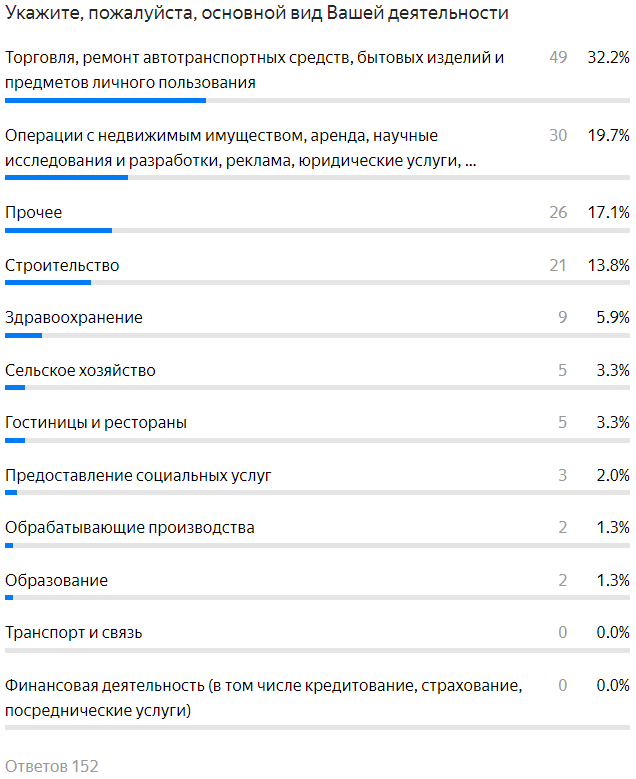 Укажите, пожалуйста, основной вид Вашей деятельности
Торговля, ремонт автотранспортных средств, бытовых изделий и 49 32.2%
предметов личного пользования
Операции с недвижимым имуществом, аренда, научные 30 19.7%
исследования и разработки, реклама, юридические услуги, ...
Прочее 26 17.1%
Строительство 21 13.8%
Здравоохранение 9 5.9%
Сельское хозяйство 5 3.3%
Гостиницы и рестораны 5 3.3%
Предоставление социальных услуг 3 2.0%
Обрабатывающие производства 2 1.3%
Образование 2 1.3%
Транспорт и связь 0 0.0%
Финансовая деятельность (в том числе кредитование, страхование, 0 0.0%
посреднические услуги)
Ответов 152